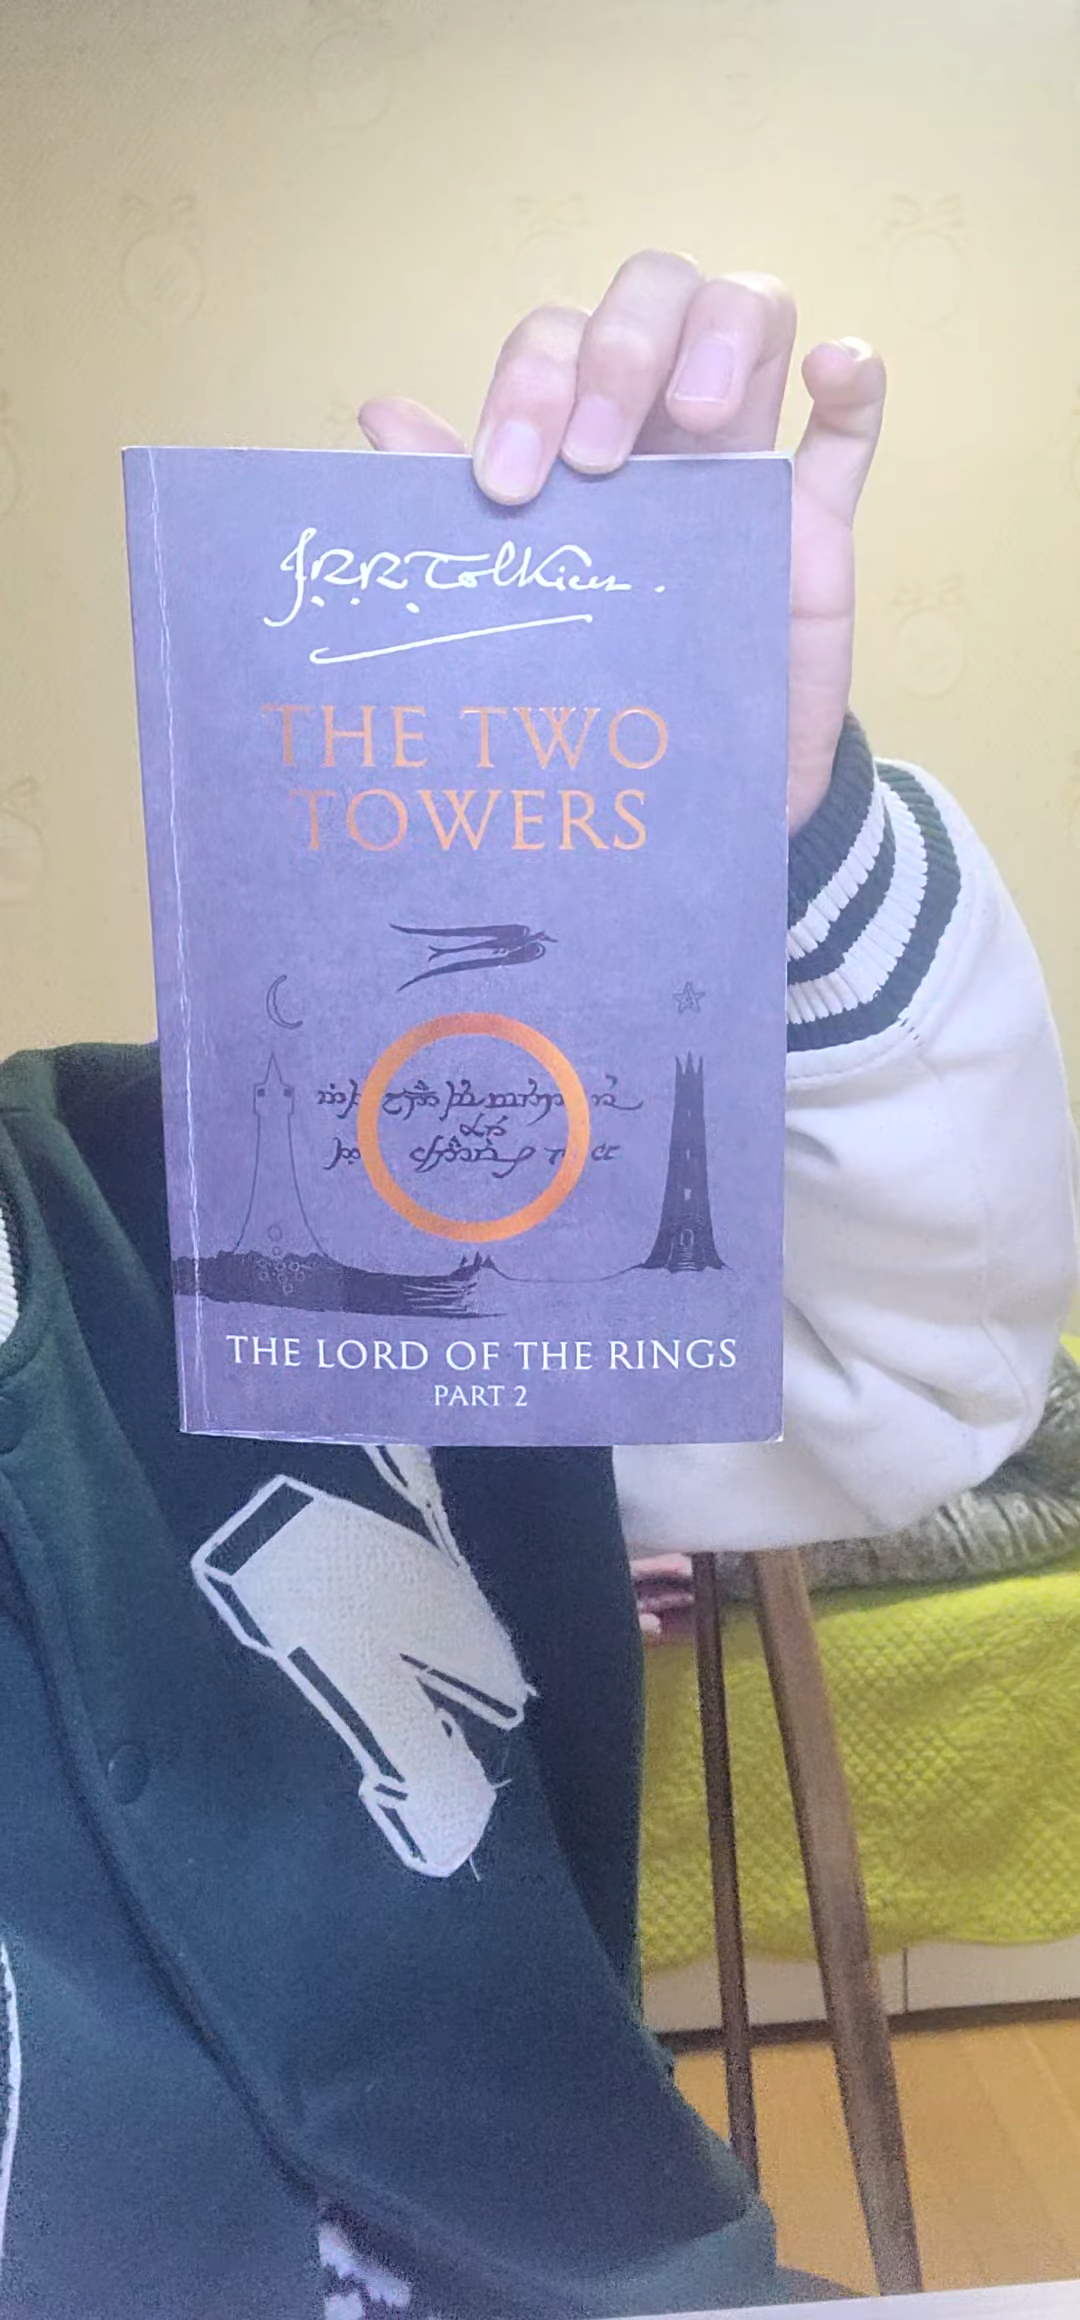 J.R.R. Tolkien.
THE TWO
TOWERS
THE LORD OF THE RINGS
PART 2